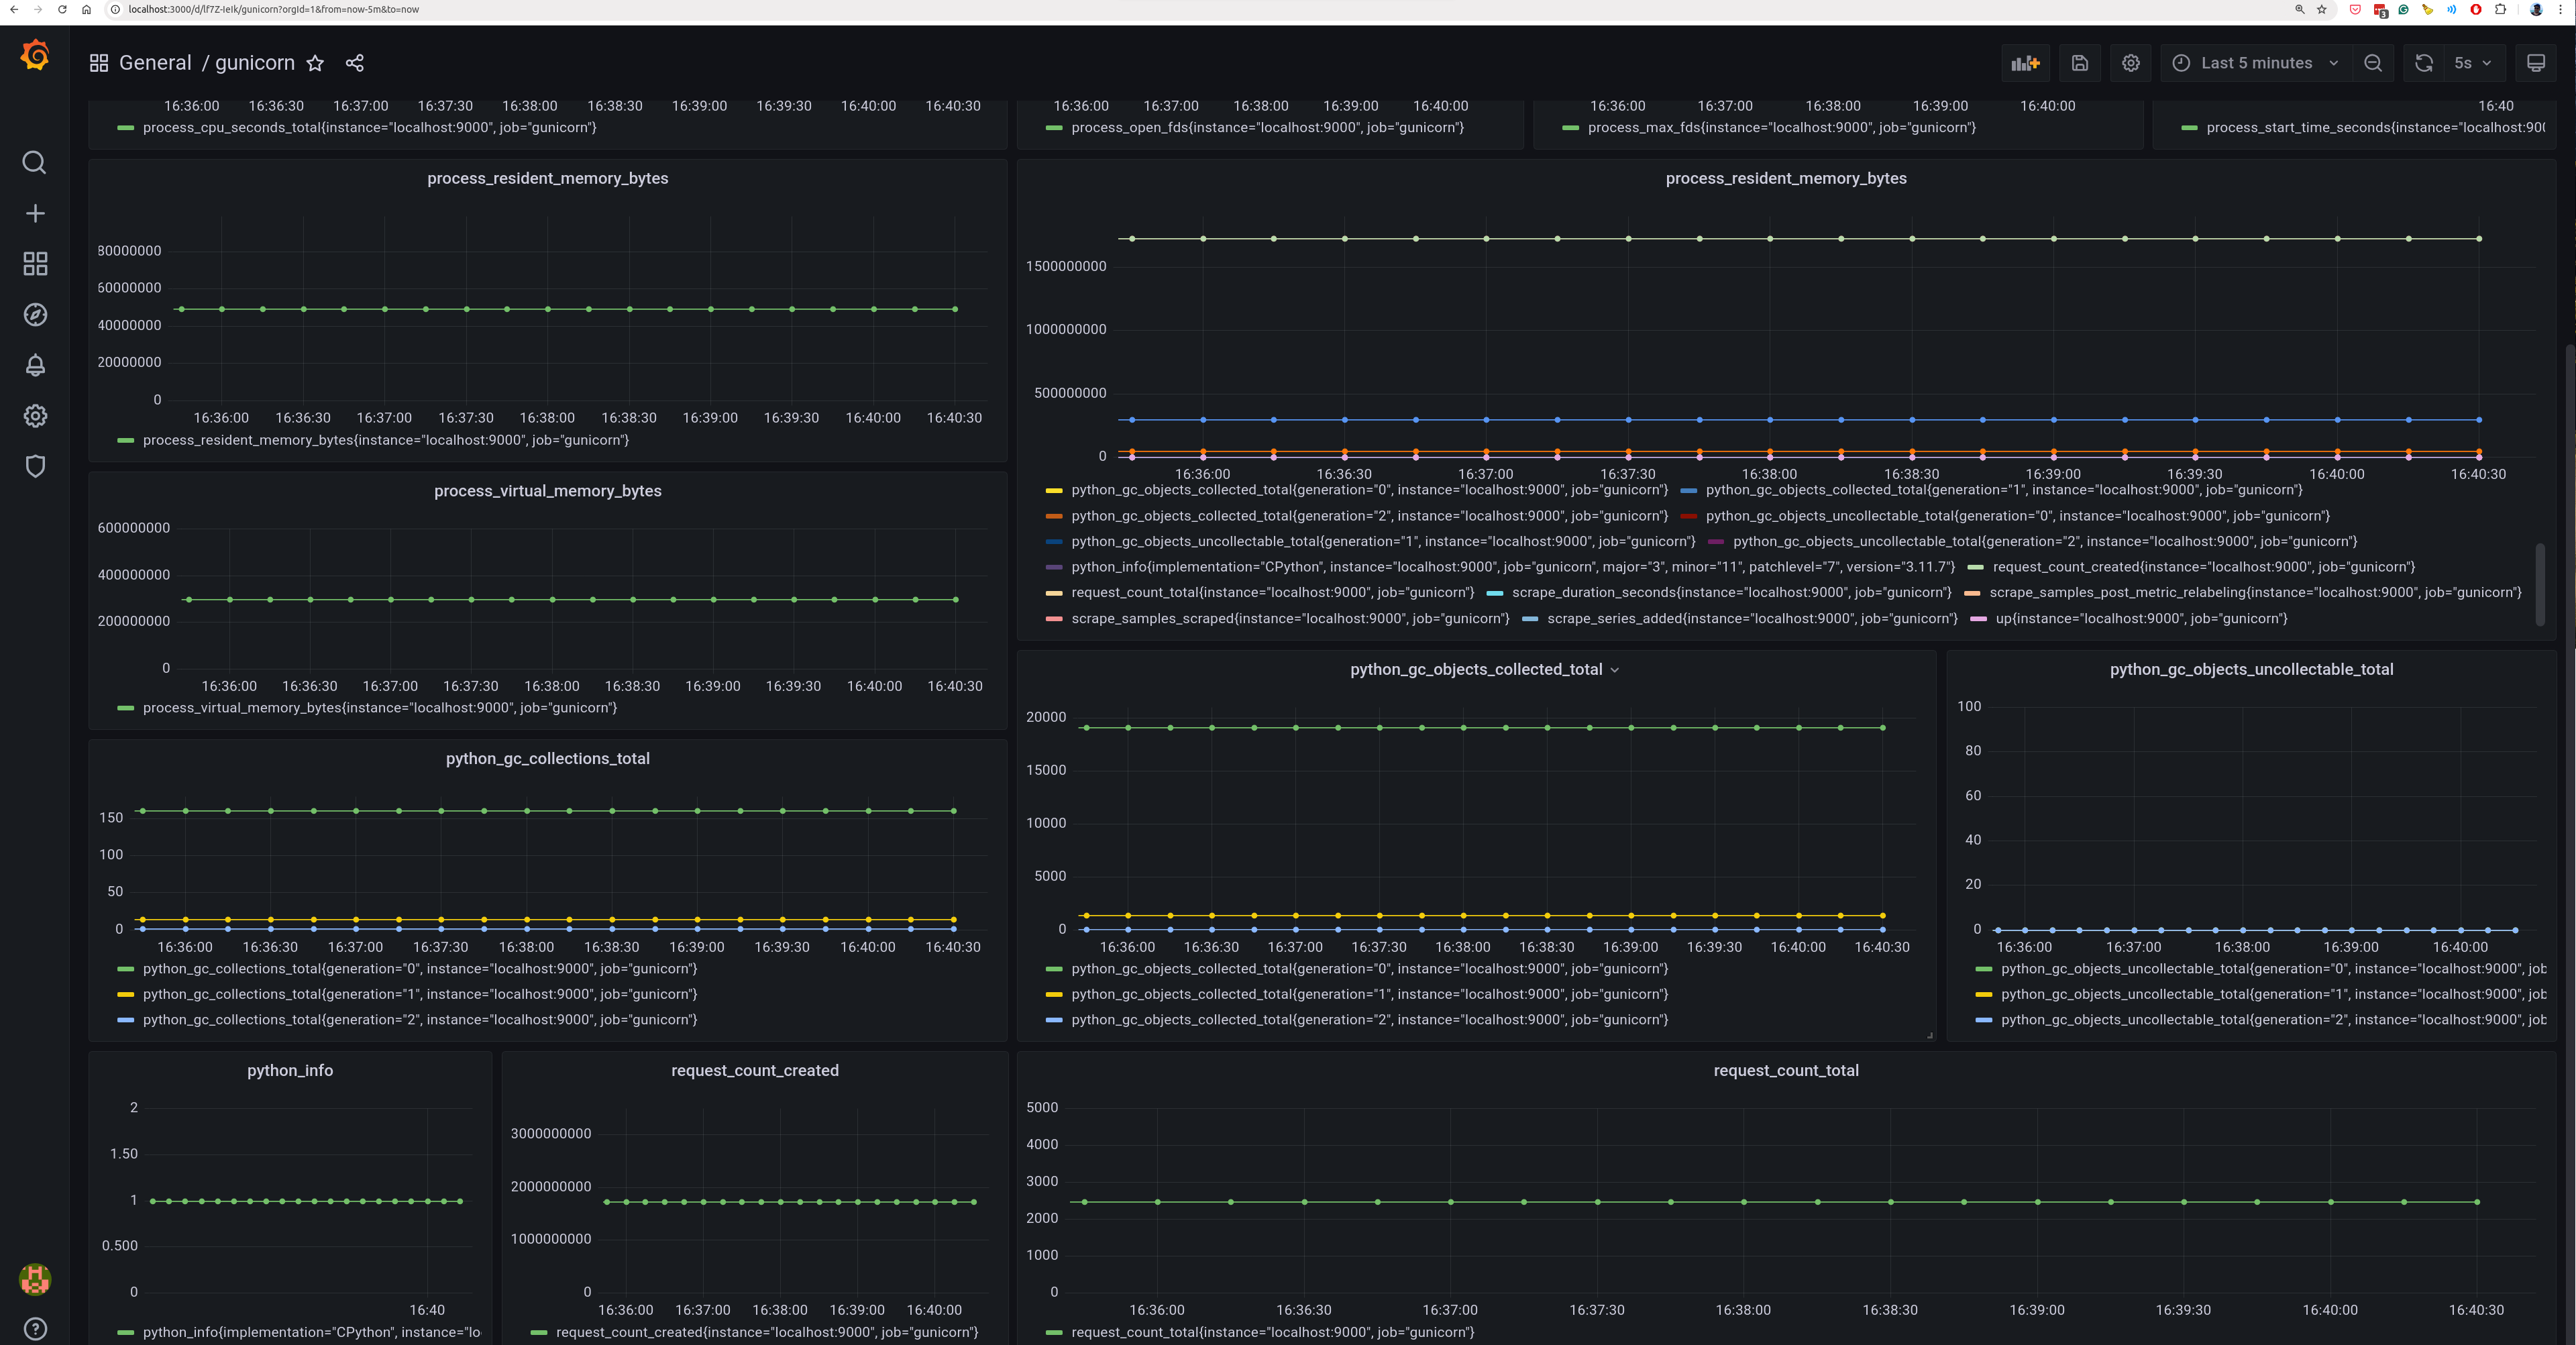 localhost:3000/d/lf7Z-IeIk/gunicorn?orgId=1&from=now-5m&to=now
3
General / gunicorn
Last 5 minutes
5s
16:36:00 16:36:30 16:37:00 16:37:30 16:38:00 16:38:30 16:39:00 16:39:30 16:40:00 16:40:30
process_cpu_seconds_total{instance="localhost:9000", job="gunicorn"}
16:36:00 16:37:00 16:38:00 16:39:00 16:40:00
process_open_fds{instance="localhost:9000", job="gunicorn"}
16:36:00 16:37:00 16:38:00 16:39:00 16:40:00
process_max_fds{instance="localhost:9000", job="gunicorn"}
16:40
process_start_time_seconds{instance="localhost:90
process_resident_memory_bytes
80000000
60000000
40000000
20000000
0
16:36:00 16:36:30 16:37:00 16:37:30 16:38:00 16:38:30 16:39:00 16:39:30 16:40:00 16:40:30
process_resident_memory_bytes{instance="localhost:9000", job="gunicorn"}
process_resident_memory_bytes
1500000000
1000000000
500000000
0
16:36:00 16:36:30 16:37:00 16:37:30 16:38:00 16:38:30 16:39:00 16:39:30 16:40:00 16:40:30
python_gc_objects_collected_total{generation="0", instance="localhost:9000", job="gunicorn"} python_gc_objects_collected_total{generation="1", instance="localhost:9000", job="gunicorn"}
python_gc_objects_collected_total{generation="2", instance="localhost:9000", job="gunicorn"} python_gc_objects_uncollectable_total{generation="0", instance="localhost:9000", job="gunicorn"}
python_gc_objects_uncollectable_total{generation="1", instance="localhost:9000", job="gunicorn"} python_gc_objects_uncollectable_total{generation="2", instance="localhost:9000", job="gunicorn"}
python_info{implementation="CPython", instance="localhost:9000", job="gunicorn", major="3", minor="11", patchlevel="7", version="3.11.7"} request_count_created{instance="localhost:9000", job="gunicorn"}
request_count_total{instance="localhost:9000", job="gunicorn"} scrape_duration_seconds{instance="localhost:9000", job="gunicorn"} scrape_samples_post_metric_relabeling{instance="localhost:9000", job="gunicorn"}
scrape_samples_scraped{instance="localhost:9000", job="gunicorn"} scrape_series_added{instance="localhost:9000", job="gunicorn"} up{instance="localhost:9000", job="gunicorn"}
process_virtual_memory_bytes
600000000
400000000
200000000
0
16:36:00 16:36:30 16:37:00 16:37:30 16:38:00 16:38:30 16:39:00 16:39:30 16:40:00 16:40:30
process_virtual_memory_bytes{instance="localhost:9000", job="gunicorn"}
python_gc_collections_total
150
100
50
0
16:36:00 16:36:30 16:37:00 16:37:30 16:38:00 16:38:30 16:39:00 16:39:30 16:40:00 16:40:30
python_gc_collections_total{generation="0", instance="localhost:9000", job="gunicorn"}
python_gc_collections_total{generation="1", instance="localhost:9000", job="gunicorn"}
python_gc_collections_total{generation="2", instance="localhost:9000", job="gunicorn"}
python_gc_objects_collected_total
20000
15000
10000
5000
0
16:36:00 16:36:30 16:37:00 16:37:30 16:38:00 16:38:30 16:39:00 16:39:30 16:40:00 16:40:30
python_gc_objects_collected_total{generation="0", instance="localhost:9000", job="gunicorn"}
python_gc_objects_collected_total{generation="1", instance="localhost:9000", job="gunicorn"}
python_gc_objects_collected_total{generation="2", instance="localhost:9000", job="gunicorn"}
python_gc_objects_uncollectable_total
100
80
60
40
20
0
16:36:00 16:37:00 16:38:00 16:39:00 16:40:00
python_gc_objects_uncollectable_total{generation="0", instance="localhost:9000", job
python_gc_objects_uncollectable_total{generation="1", instance="localhost:9000", job
python_gc_objects_uncollectable_total{generation="2", instance="localhost:9000", job
python_info
2
1.50
1
0.500
0
16:40
python_info{implementation="CPython", instance="lo
request_count_created
3000000000
2000000000
1000000000
0
16:36:00 16:37:00 16:38:00 16:39:00 16:40:00
request_count_created{instance="localhost:9000", job="gunicorn"}
request_count_total
5000
4000
3000
2000
1000
0
16:36:00 16:36:30 16:37:00 16:37:30 16:38:00 16:38:30 16:39:00 16:39:30 16:40:00 16:40:30
request_count_total{instance="localhost:9000", job="gunicorn"}